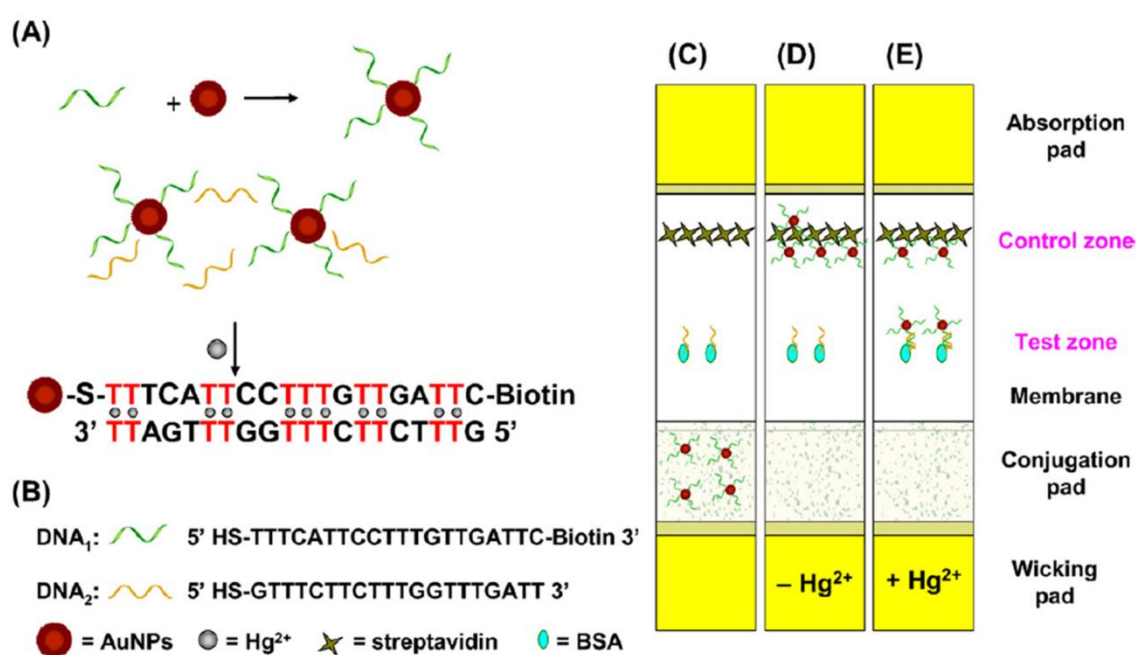 (A)
+
-S-TTTCATTCCTTTGTTGATTC-Biotin
3’ TTAGTTTGGTTTCTTCTTTG 5’
(B)
DNA1: 5’ HS-TTTCATTCCTTTGTTGATTC-Biotin 3’
DNA2: 5’ HS-GTTTCTTCTTTGGTTTGATT 3’
= AuNPs = Hg²⁺ = streptavidin = BSA
(C) (D) (E)
Absorption
pad
Control zone
Test zone
Membrane
Conjugation
pad
– Hg²⁺ + Hg²⁺
Wicking
pad